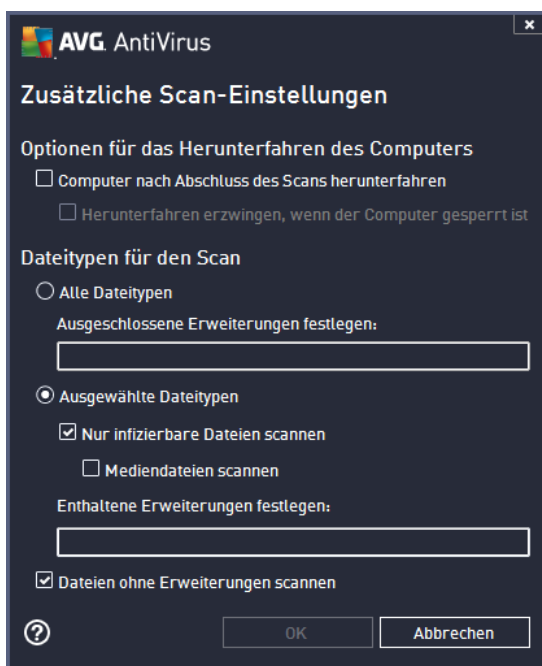 AVG. AntiVirus
x
Zusätzliche Scan-Einstellungen
Optionen für das Herunterfahren des Computers
Computer nach Abschluss des Scans herunterfahren
Herunterfahren erzwingen, wenn der Computer gesperrt ist
Dateitypen für den Scan
Alle Dateitypen
Ausgeschlossene Erweiterungen festlegen:
Ausgewählte Dateitypen
Nur infizierbare Dateien scannen
Mediendateien scannen
Enthaltene Erweiterungen festlegen:
Dateien ohne Erweiterungen scannen
?
OK
Abbrechen